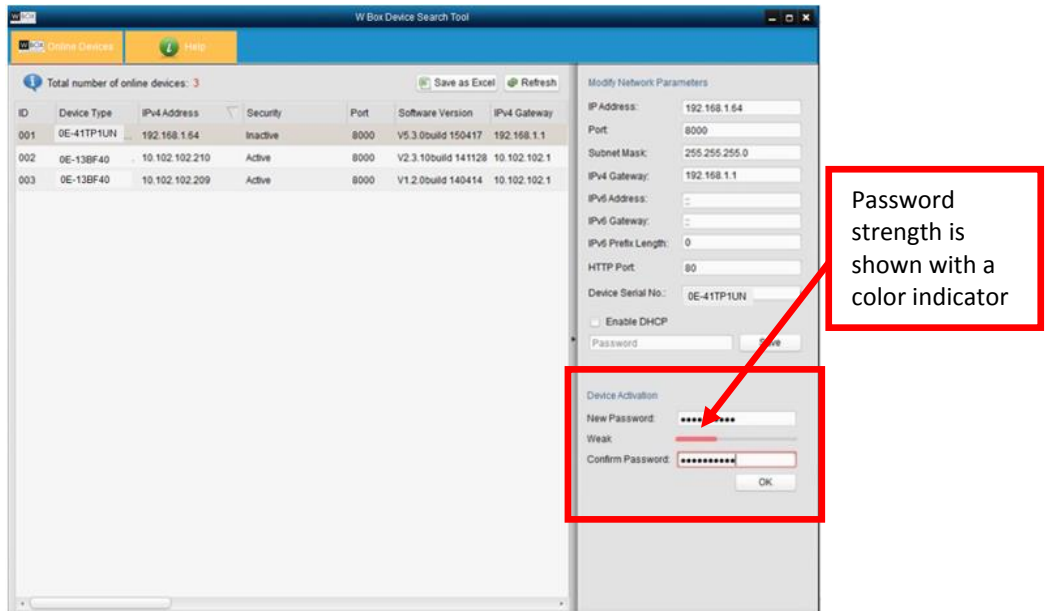 W BOX
W Box Device Search Tool
W BOX Online Devices
Help
Total number of online devices: 3
Save as Excel
Refresh
ID Device Type IPv4 Address Security Port Software Version IPv4 Gateway
001 0E-41TP1UN ... 192.168.1.64 Inactive 8000 V5.3.0build 150417 192.168.1.1
002 0E-13BF40 . 10.102.102.210 Active 8000 V2.3.10build 141128 10.102.102.1
003 0E-13BF40 10.102.102.209 Active 8000 V1.2.0build 140414 10.102.102.1
Modify Network Parameters
IP Address: 192.168.1.64
Port: 8000
Subnet Mask: 255.255.255.0
IPv4 Gateway: 192.168.1.1
IPv6 Address: ::
IPv6 Gateway: ::
IPv6 Prefix Length: 0
HTTP Port: 80
Device Serial No.: 0E-41TP1UN
Enable DHCP
Password
Save
Device Activation
New Password: ••••••••••
Weak
Confirm Password: ••••••••••
OK
Password
strength is
shown with a
color indicator